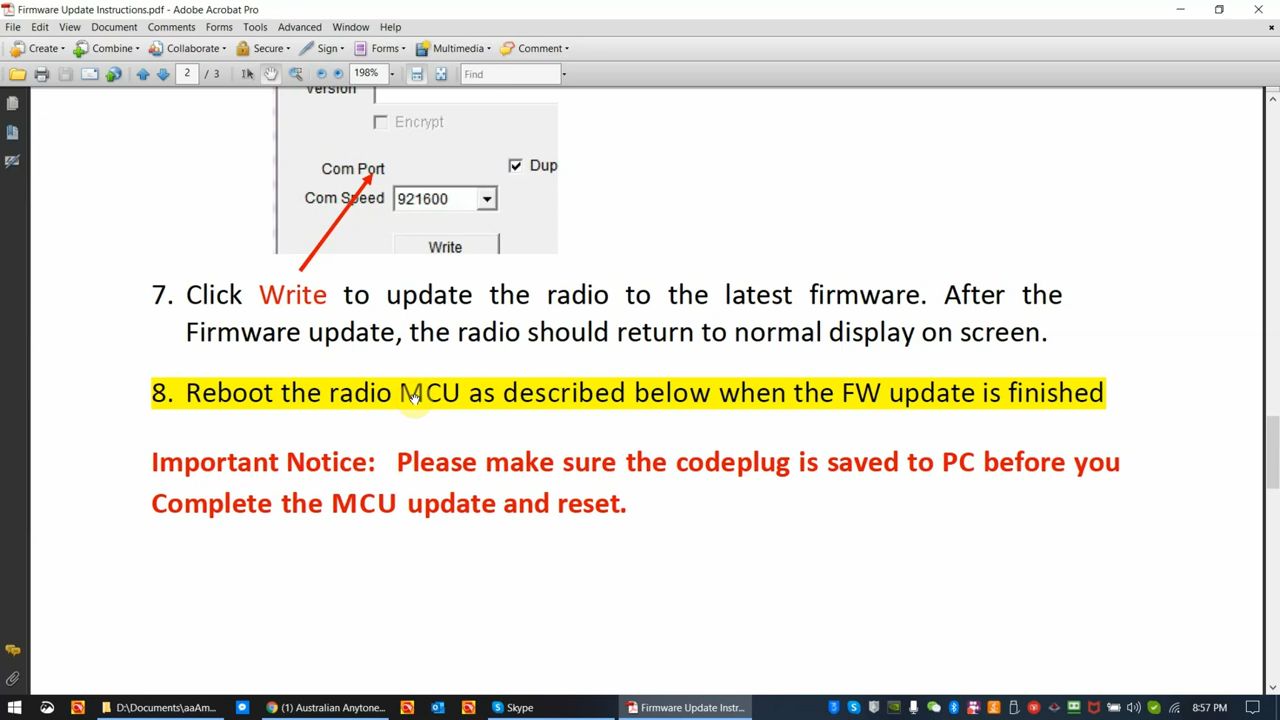 Firmware Update Instructions.pdf - Adobe Acrobat Pro
File Edit View Document Comments Forms Tools Advanced Window Help
Create Combine Collaborate Secure Sign Forms Multimedia Comment
2 / 3 198% Find
Version
Encrypt
Com Port Dup
Com Speed 921600
Write
7. Click Write to update the radio to the latest firmware. After the
Firmware update, the radio should return to normal display on screen.
8. Reboot the radio MCU as described below when the FW update is finished
Important Notice: Please make sure the codeplug is saved to PC before you
Complete the MCU update and reset.
D:\Documents\aaAm... (1) Australian Anytone... Skype Firmware Update Instr... 8:57 PM